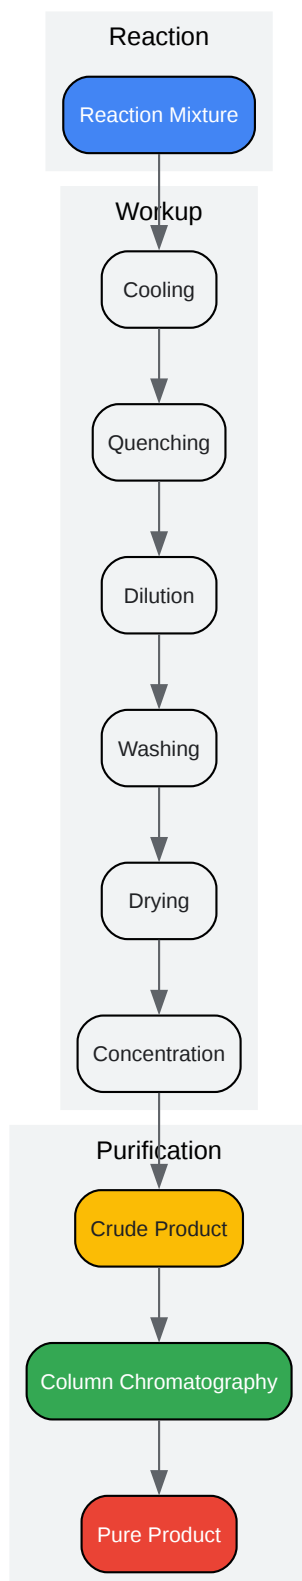 Reaction
Reaction Mixture
Workup
Cooling
Quenching
Dilution
Washing
Drying
Concentration
Purification
Crude Product
Column Chromatography
Pure Product